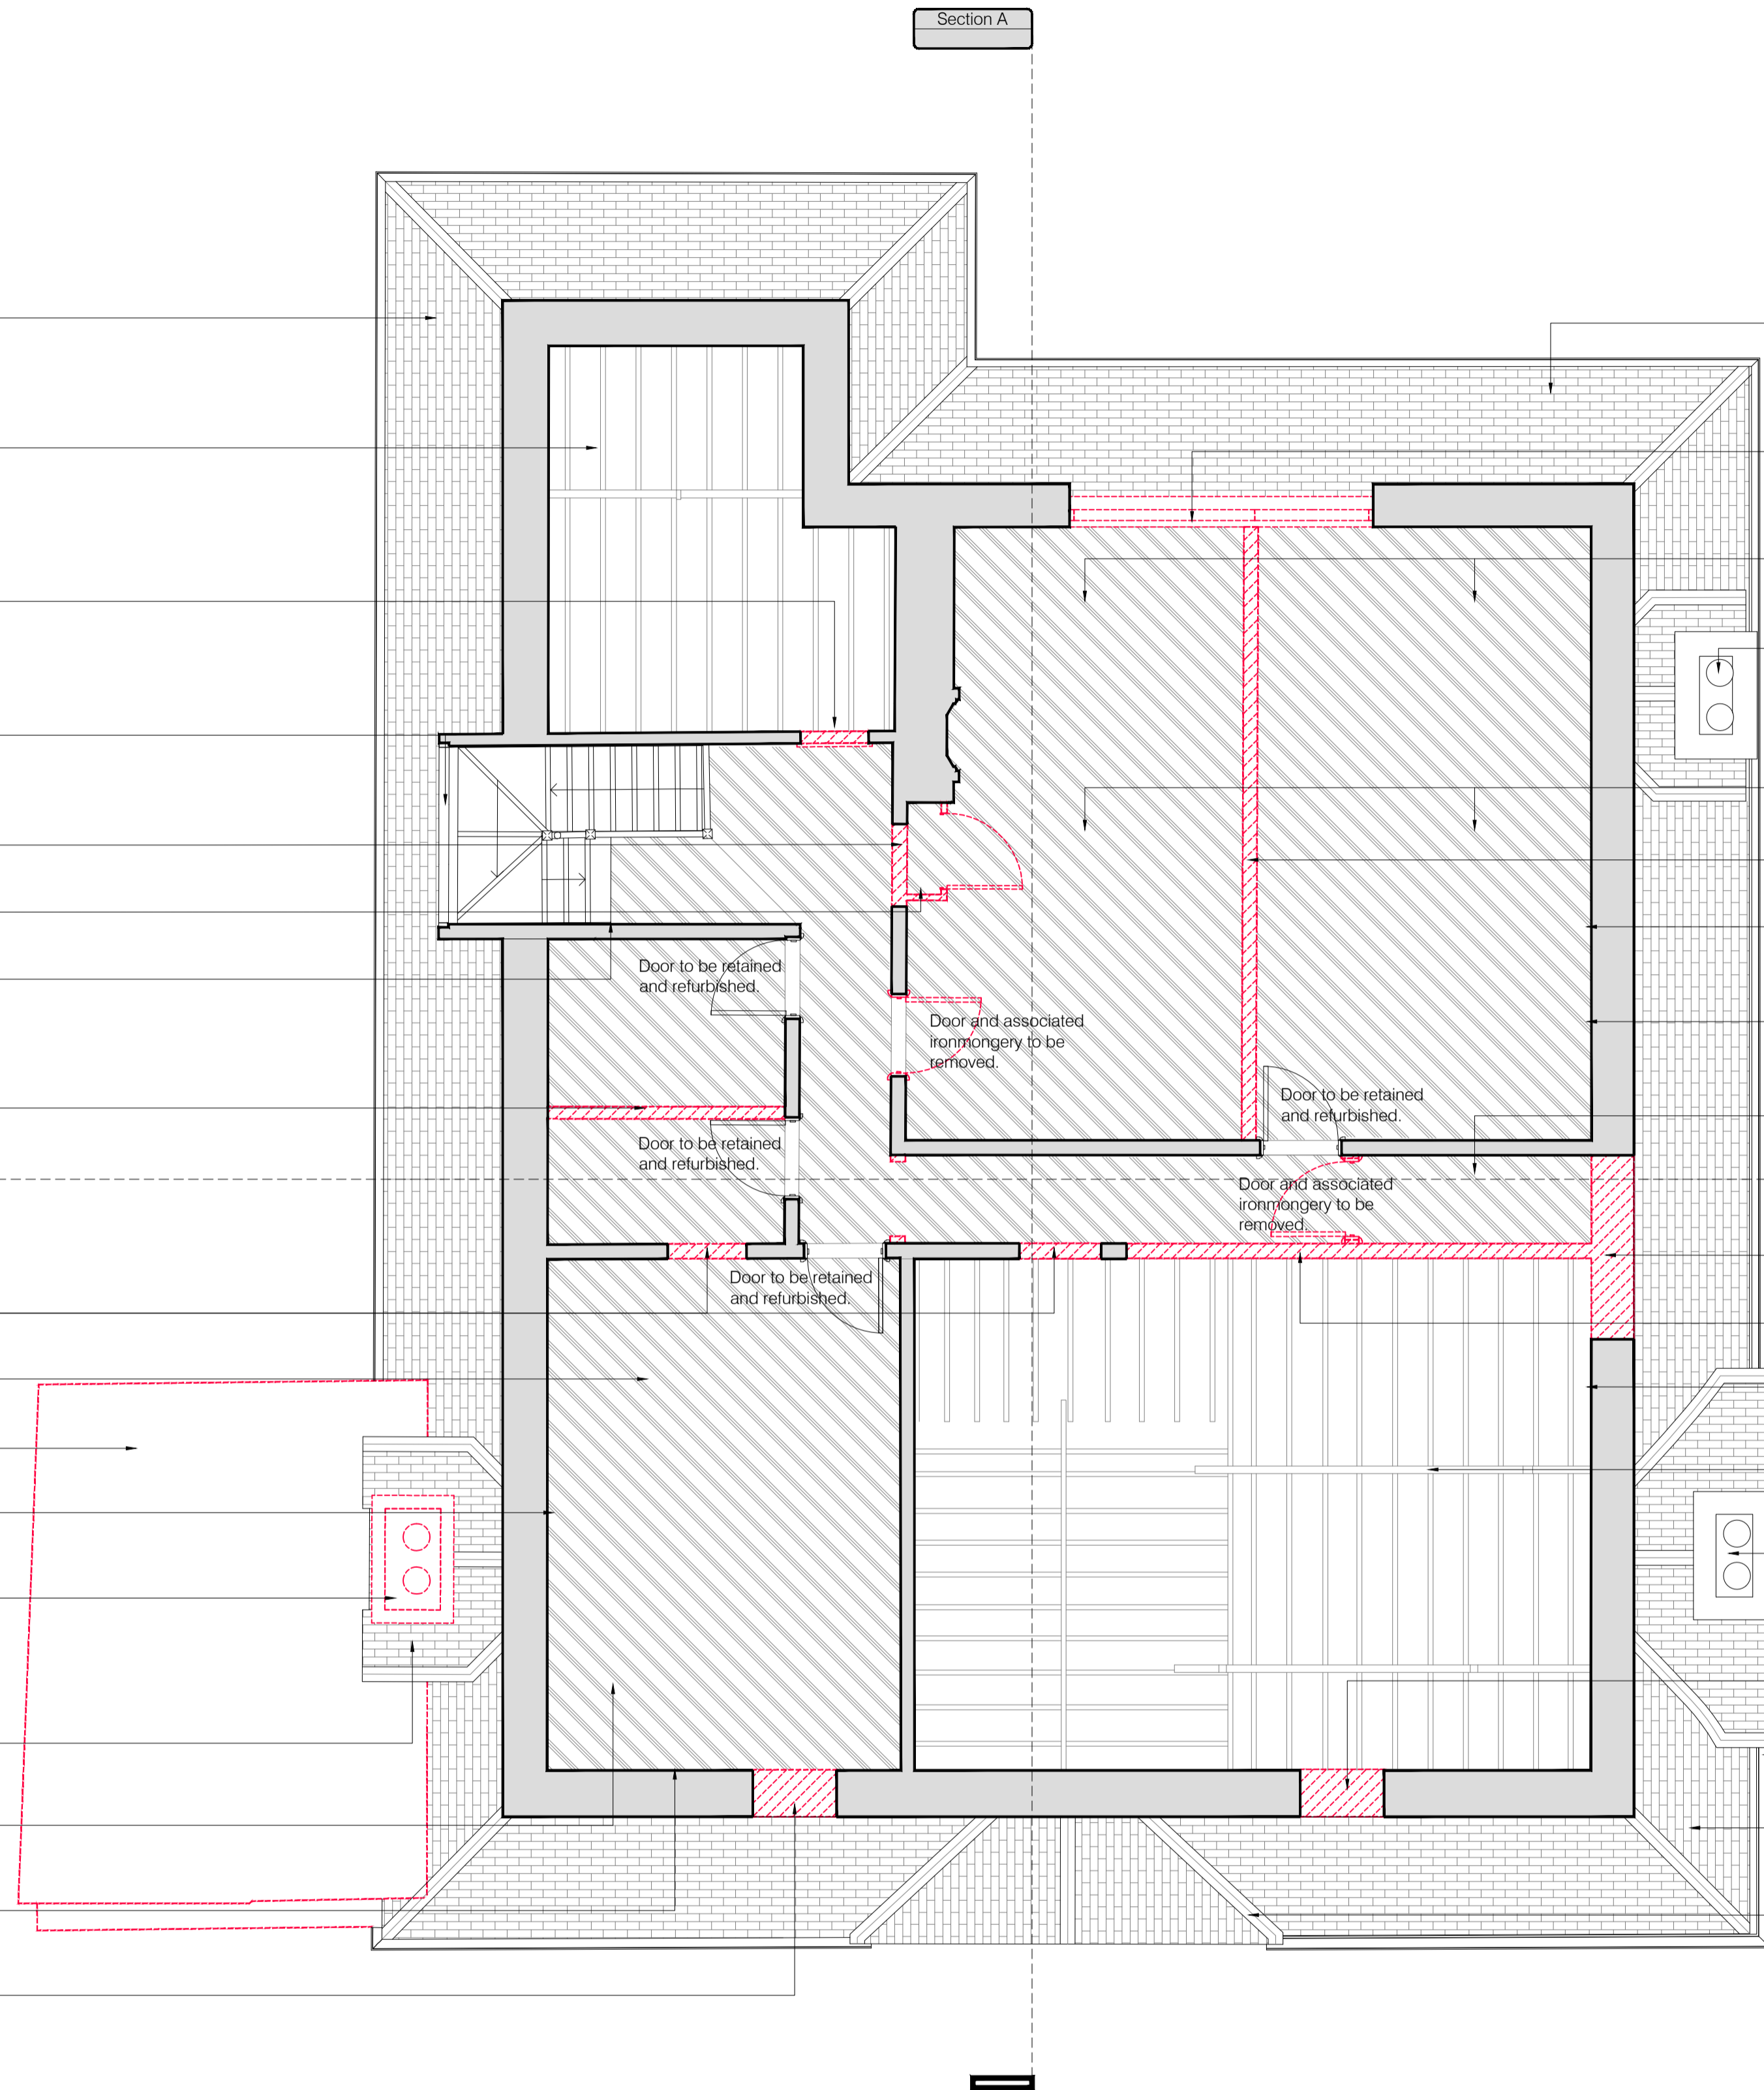 Section A
Door to be retained
and refurbished.
Door and associated
ironmongery to be
removed.
Door to be retained
and refurbished.
Door to be retained
and refurbished.
Door and associated
ironmongery to be
removed.
Door to be retained
and refurbished.